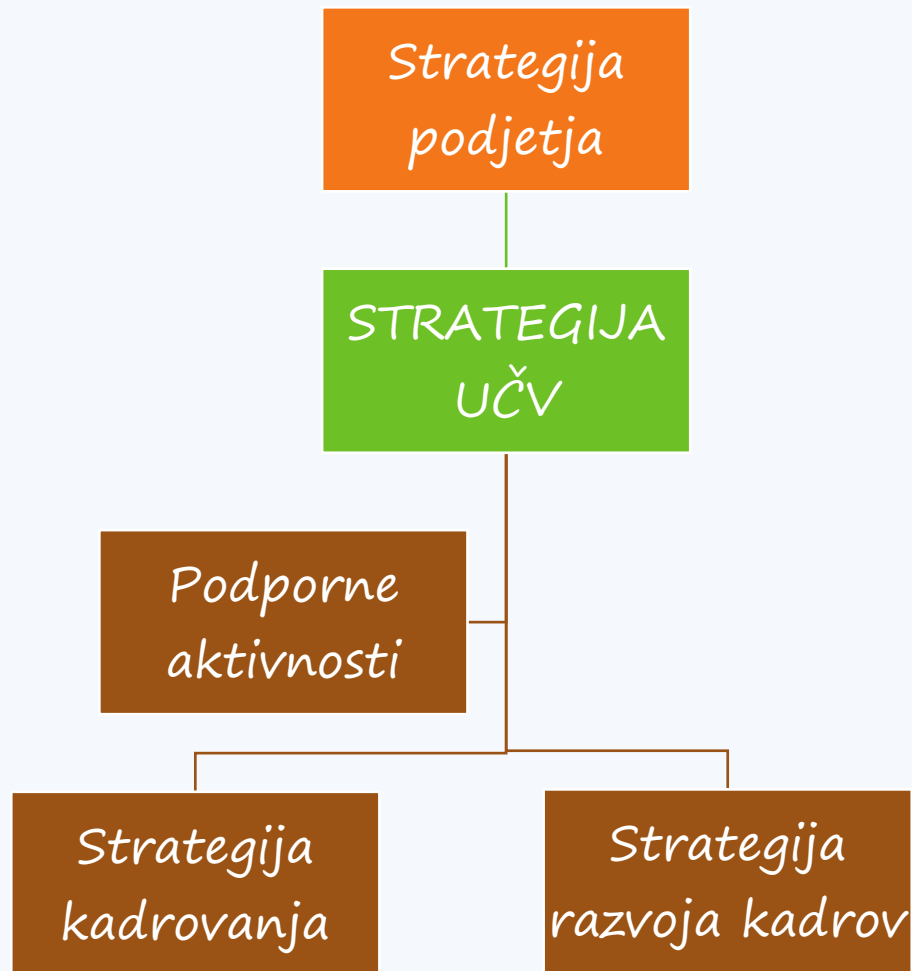 Strategija
podjetja
STRATEGIJA
UČV
Podporne
aktivnosti
Strategija
kadrovanja
Strategija
razvoja kadrov